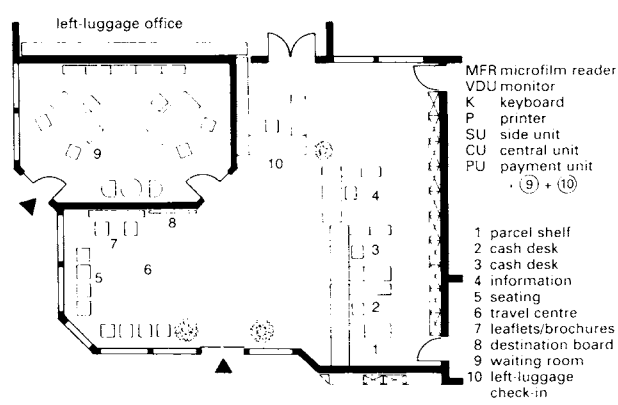 left-luggage office
MFR microfilm reader
VDU monitor
K keyboard
P printer
SU side unit
CU central unit
PU payment unit
· 9 + 10
9
10
4
8
7
3
6
5
2
1
1 parcel shelf
2 cash desk
3 cash desk
4 information
5 seating
6 travel centre
7 leaflets/brochures
8 destination board
9 waiting room
10 left-luggage
check-in